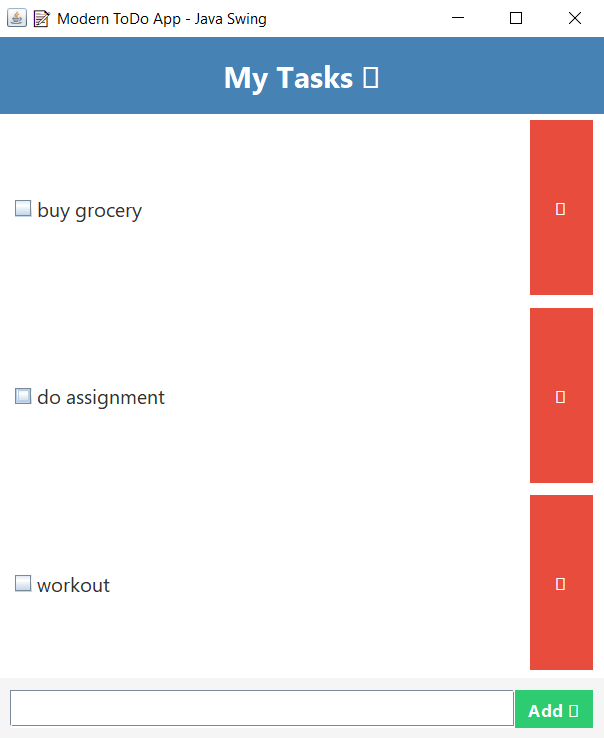 📝 Modern ToDo App - Java Swing
My Tasks ▯
buy grocery ▯
do assignment ▯
workout ▯
Add ▯